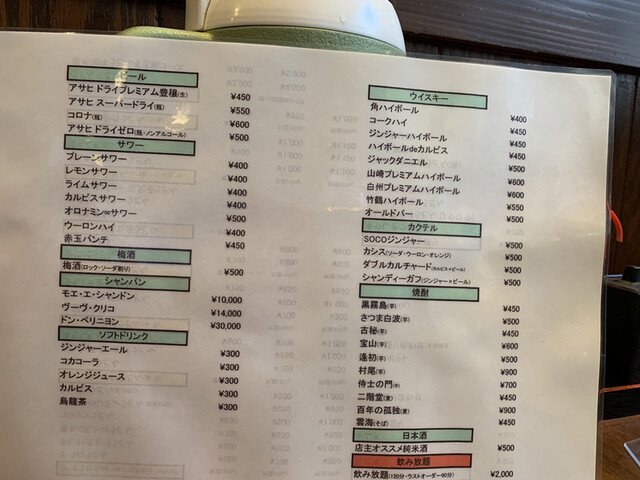 ビール
アサヒ ドライプレミアム豊穣(生) ¥450
アサヒ スーパードライ(瓶) ¥550
コロナ(瓶) ¥600
アサヒ ドライゼロ(瓶・ノンアルコール) ¥500
サワー
プレーンサワー ¥400
レモンサワー ¥400
ライムサワー ¥400
カルピスサワー ¥400
オロナミン∞サワー ¥500
ウーロンハイ ¥400
赤玉パンチ ¥450
梅酒
梅酒(ロック・ソーダ割り) ¥500
シャンパン
モエ・エ・シャンドン ¥10,000
ヴーヴ・クリコ ¥14,000
ドン・ペリニヨン ¥30,000
ソフトドリンク
ジンジャーエール ¥300
コカコーラ ¥300
オレンジジュース ¥300
カルピス ¥300
烏龍茶 ¥300
ウイスキー
角ハイボール ¥400
コークハイ ¥450
ジンジャーハイボール ¥450
ハイボールdeカルピス ¥450
ジャックダニエル ¥500
山崎プレミアムハイボール ¥600
白州プレミアムハイボール ¥600
竹鶴ハイボール ¥550
オールドパー ¥500
カクテル
SOCOジンジャー ¥500
カシス(ソーダ・ウーロン・オレンジ) ¥500
ダブルカルチャード(カルピス×ビール) ¥500
シャンディーガフ(ジンジャー×ビール) ¥500
焼酎
黒霧島(芋) ¥450
さつま白波(芋) ¥500
古秘(芋) ¥450
宝山(芋) ¥600
逢初(芋) ¥500
村尾(芋) ¥900
侍士の門(米) ¥700
二階堂(麦) ¥450
百年の孤独(麦) ¥900
雲海(そば) ¥450
日本酒
店主オススメ純米酒 ¥500
飲み放題
飲み放題(120分・ラストオーダー90分) ¥2,000